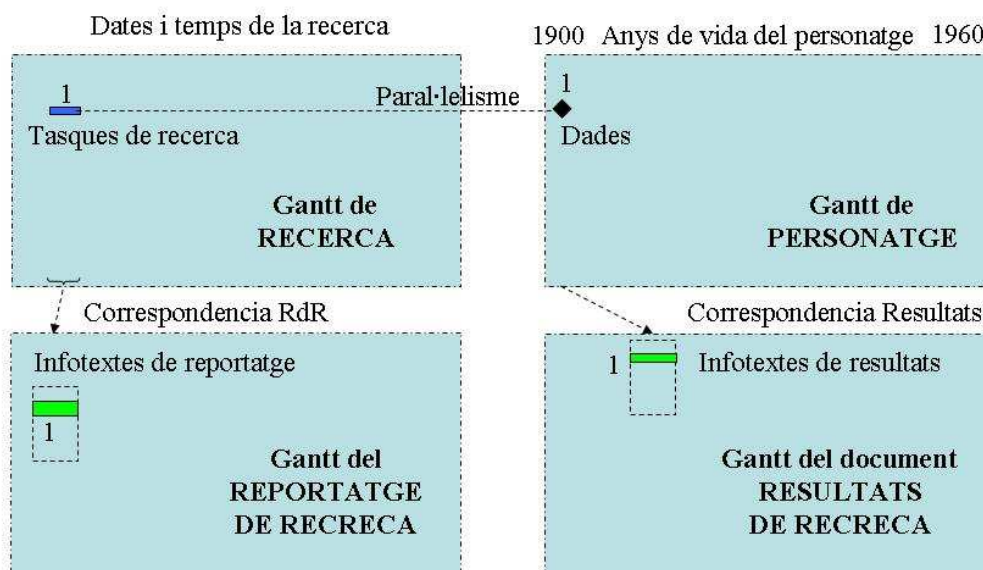 Dates i temps de la recerca
1900 Anys de vida del personatge 1960
1
Paral·lelisme
1
Tasques de recerca
Dades
Gantt de
RECERCA
Gantt de
PERSONATGE
Correspondencia RdR
Correspondencia Resultats
Infotextes de reportatge
1
Infotextes de resultats
1
Gantt del
REPORTATGE
DE RECRECA
Gantt del document
RESULTATS
DE RECRECA